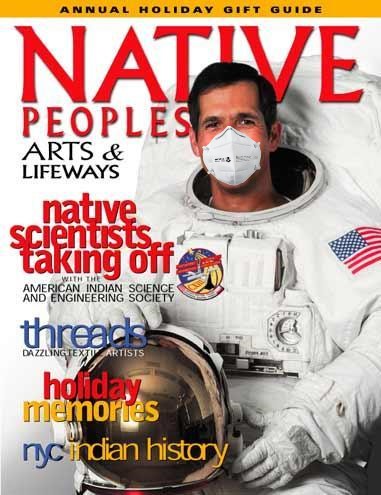 ANNUAL HOLIDAY GIFT GUIDE
NATIVE
PEOPLES
ARTS &
LIFEWAYS
native
scientists
taking off
WITH THE
AMERICAN INDIAN SCIENCE
AND ENGINEERING SOCIETY
threads
DAZZLING TEXTILE ARTISTS
holiday
memories
nyc indian history